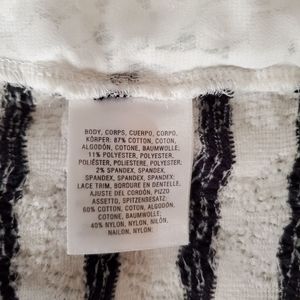 BODY, CORPS, CUERPO, CORPO,
KÖRPER: 87% COTTON, COTON,
ALGODÓN, COTONE, BAUMWOLLE;
11% POLYESTER, POLYESTER,
POLIÉSTER, POLIESTERE, POLYESTER;
2% SPANDEX, SPANDEX,
SPANDEX, SPANDEX, SPANDEX;
LACE TRIM, BORDURE EN DENTELLE,
AJUSTE DEL CORDÓN, PIZZO
ASSETTO, SPITZENBESATZ:
60% COTTON, COTON, ALGODÓN,
COTONE, BAUMWOLLE;
40% NYLON, NYLON, NILÓN,
NAILON, NYLON;